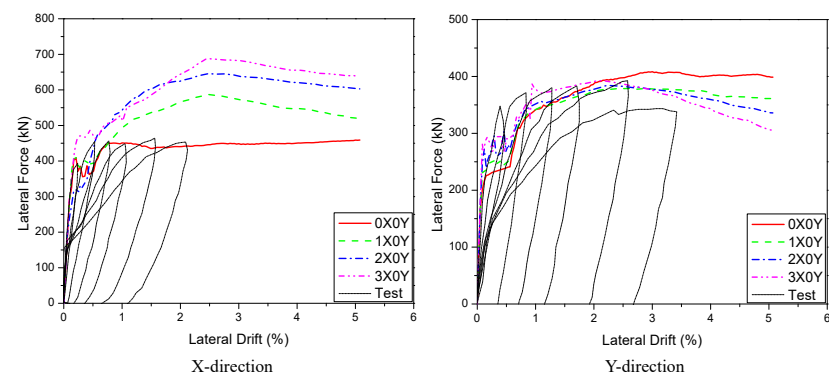 800
700
600
500
400
300
200
100
0
Lateral Force (kN)
0X0Y
1X0Y
2X0Y
3X0Y
Test
0 1 2 3 4 5 6
Lateral Drift (%)
X-direction
500
400
300
200
100
0
Lateral Force (kN)
0X0Y
1X0Y
2X0Y
3X0Y
Test
0 1 2 3 4 5 6
Lateral Drift (%)
Y-direction